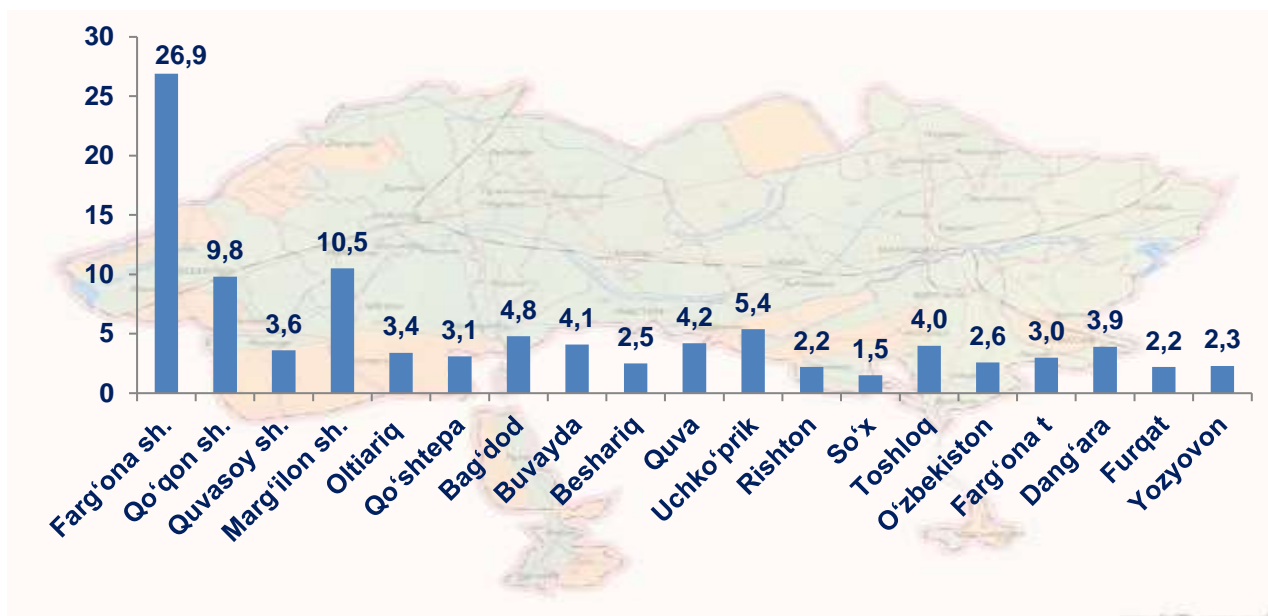 30
25
20
15
10
5
0
26,9
9,8
3,6
10,5
3,4
3,1
4,8
4,1
2,5
4,2
5,4
2,2
1,5
4,0
2,6
3,0
3,9
2,2
2,3
Farg‘ona sh.
Qo‘qon sh.
Quvasoy sh.
Marg‘ilon sh.
Oltiariq
Qo‘shtepa
Bag‘dod
Buvayda
Beshariq
Quva
Uchko‘prik
Rishton
So‘x
Toshloq
O‘zbekiston
Farg‘ona t
Dang‘ara
Furqat
Yozyovon